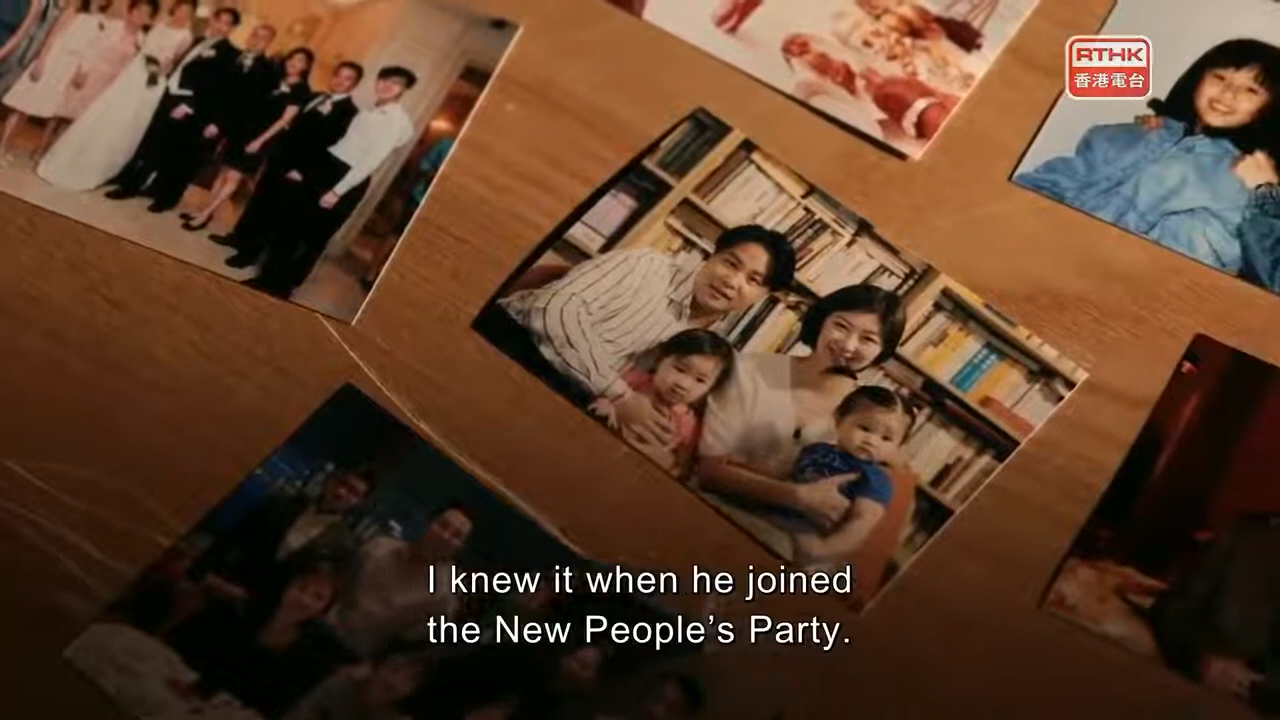 RTHK
香港電台
I knew it when he joined
the New People’s Party.